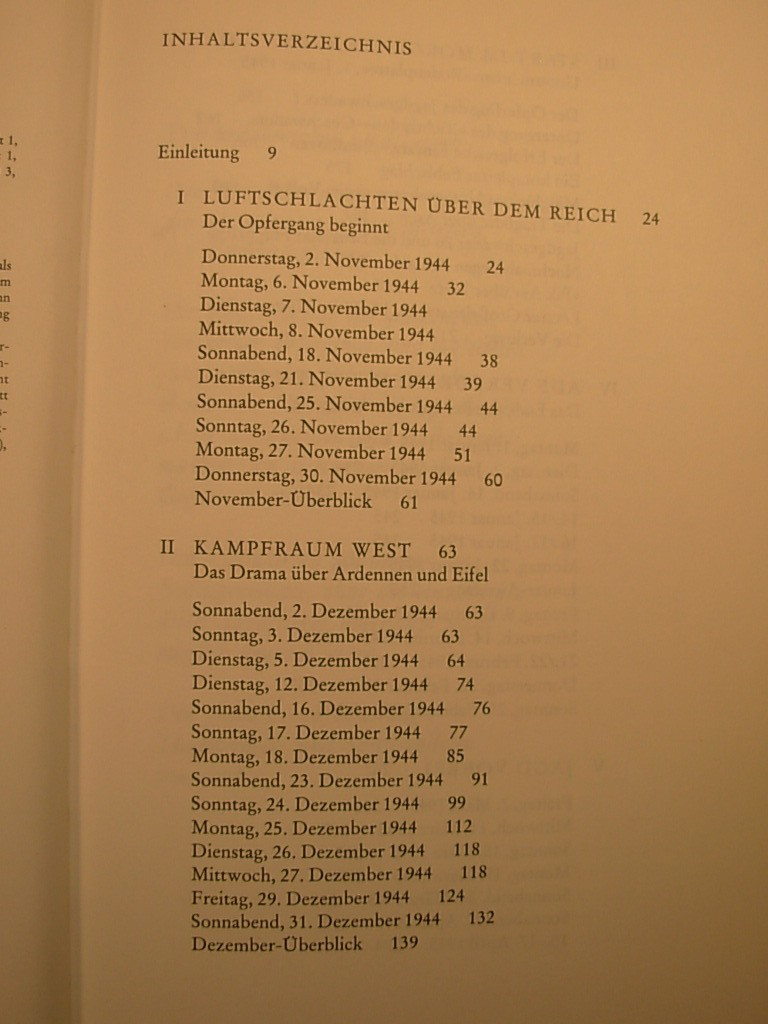 INHALTSVERZEICHNIS
Einleitung 9
I LUFTSCHLACHTEN ÜBER DEM REICH 24
Der Opfergang beginnt
Donnerstag, 2. November 1944 24
Montag, 6. November 1944 32
Dienstag, 7. November 1944
Mittwoch, 8. November 1944
Sonnabend, 18. November 1944 38
Dienstag, 21. November 1944 39
Sonnabend, 25. November 1944 44
Sonntag, 26. November 1944 44
Montag, 27. November 1944 51
Donnerstag, 30. November 1944 60
November-Überblick 61
II KAMPFRAUM WEST 63
Das Drama über Ardennen und Eifel
Sonnabend, 2. Dezember 1944 63
Sonntag, 3. Dezember 1944 63
Dienstag, 5. Dezember 1944 64
Dienstag, 12. Dezember 1944 74
Sonnabend, 16. Dezember 1944 76
Sonntag, 17. Dezember 1944 77
Montag, 18. Dezember 1944 85
Sonnabend, 23. Dezember 1944 91
Sonntag, 24. Dezember 1944 99
Montag, 25. Dezember 1944 112
Dienstag, 26. Dezember 1944 118
Mittwoch, 27. Dezember 1944 118
Freitag, 29. Dezember 1944 124
Sonnabend, 31. Dezember 1944 132
Dezember-Überblick 139